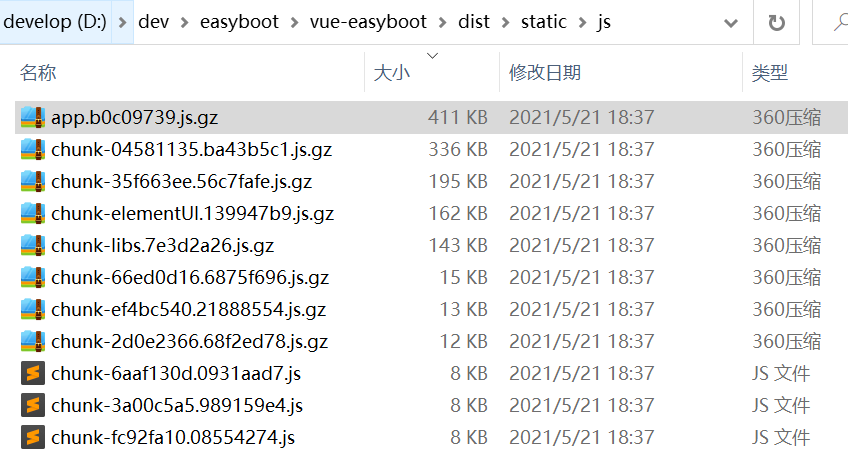 develop (D:) > dev > easyboot > vue-easyboot > dist > static > js
名称 大小 修改日期 类型
app.b0c09739.js.gz 411 KB 2021/5/21 18:37 360压缩
chunk-04581135.ba43b5c1.js.gz 336 KB 2021/5/21 18:37 360压缩
chunk-35f663ee.56c7fafe.js.gz 195 KB 2021/5/21 18:37 360压缩
chunk-elementUI.139947b9.js.gz 162 KB 2021/5/21 18:37 360压缩
chunk-libs.7e3d2a26.js.gz 143 KB 2021/5/21 18:37 360压缩
chunk-66ed0d16.6875f696.js.gz 15 KB 2021/5/21 18:37 360压缩
chunk-ef4bc540.21888554.js.gz 13 KB 2021/5/21 18:37 360压缩
chunk-2d0e2366.68f2ed78.js.gz 12 KB 2021/5/21 18:37 360压缩
chunk-6aaf130d.0931aad7.js 8 KB 2021/5/21 18:37 JS 文件
chunk-3a00c5a5.989159e4.js 8 KB 2021/5/21 18:37 JS 文件
chunk-fc92fa10.08554274.js 8 KB 2021/5/21 18:37 JS 文件